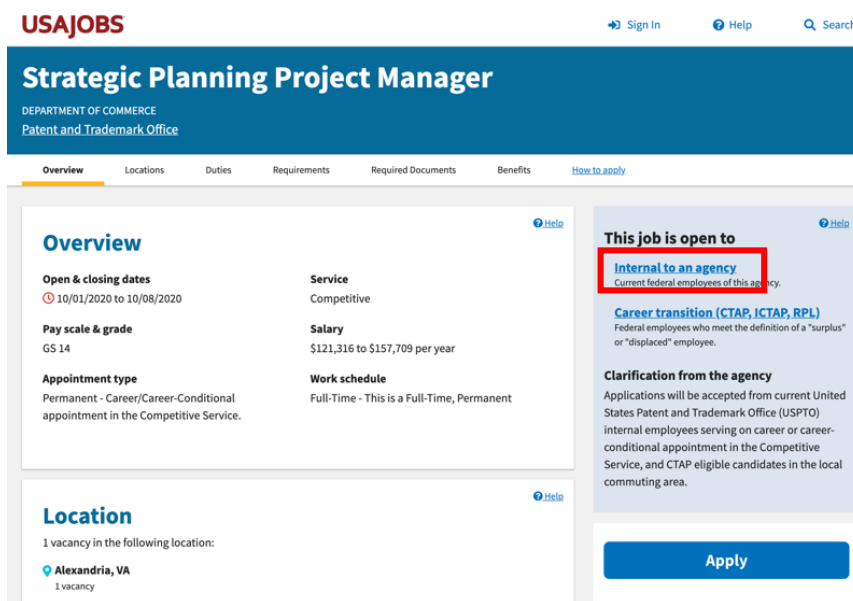 USAJOBS
Sign In
Help
Search
Strategic Planning Project Manager
DEPARTMENT OF COMMERCE
Patent and Trademark Office
Overview
Locations
Duties
Requirements
Required Documents
Benefits
How to apply
Help
Overview
Open & closing dates
10/01/2020 to 10/08/2020
Service
Competitive
Pay scale & grade
GS 14
Salary
$121,316 to $157,709 per year
Appointment type
Permanent - Career/Career-Conditional
appointment in the Competitive Service.
Work schedule
Full-Time - This is a Full-Time, Permanent
Help
Location
1 vacancy in the following location:
Alexandria, VA
1 vacancy
Help
This job is open to
Internal to an agency
Current federal employees of this agency.
Career transition (CTAP, ICTAP, RPL)
Federal employees who meet the definition of a "surplus"
or "displaced" employee.
Clarification from the agency
Applications will be accepted from current United
States Patent and Trademark Office (USPTO)
internal employees serving on career or career-
conditional appointment in the Competitive
Service, and CTAP eligible candidates in the local
commuting area.
Apply